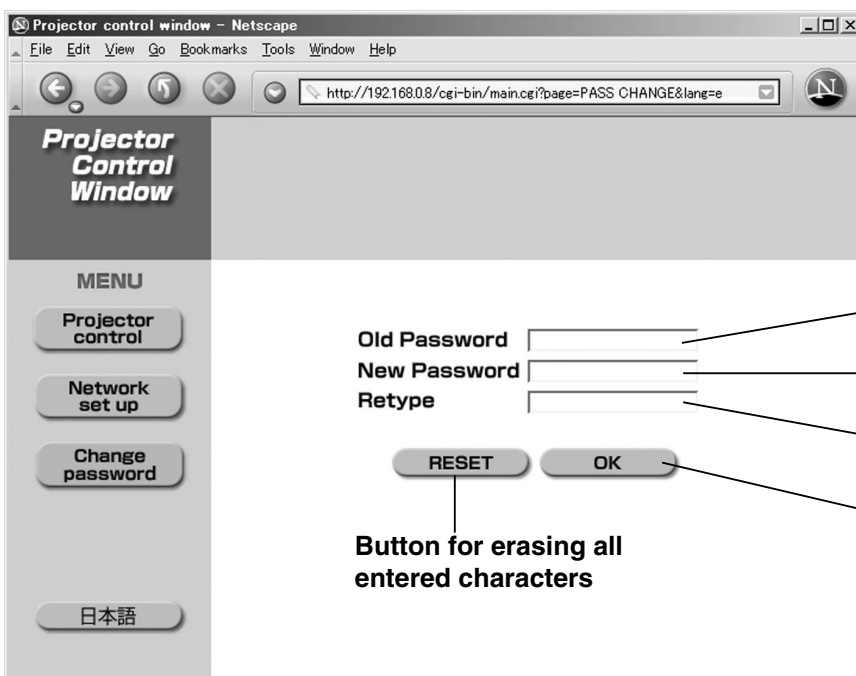 Projector control window - Netscape
File Edit View Go Bookmarks Tools Window Help
http://192.168.0.8/cgi-bin/main.cgi?page=PASS CHANGE&lang=e
N
Projector
Control
Window
MENU
Projector
control
Network
set up
Change
password
日本語
Old Password
New Password
Retype
RESET
OK
Button for erasing all
entered characters